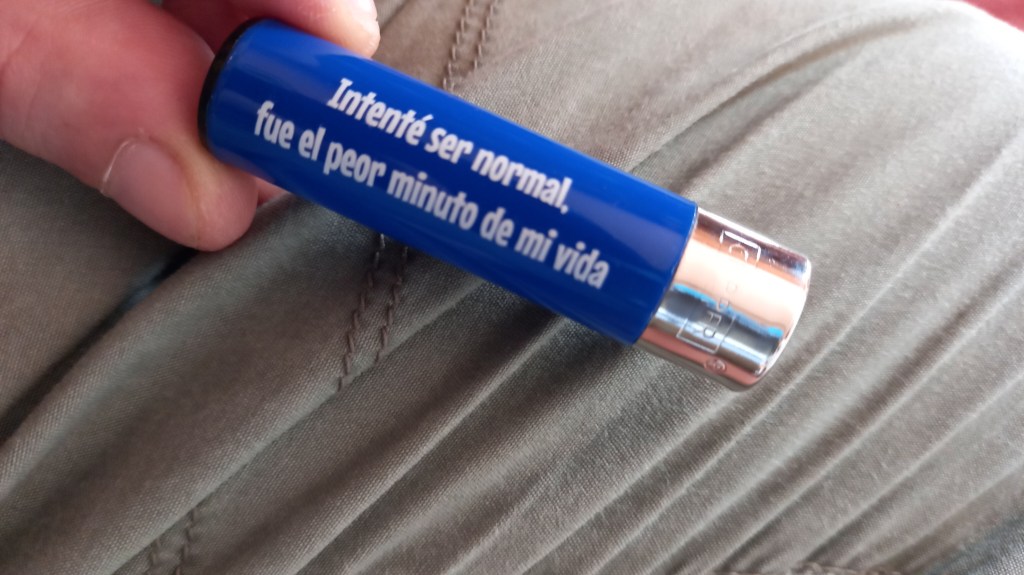 Intenté ser normal,
fue el peor minuto de mi vida